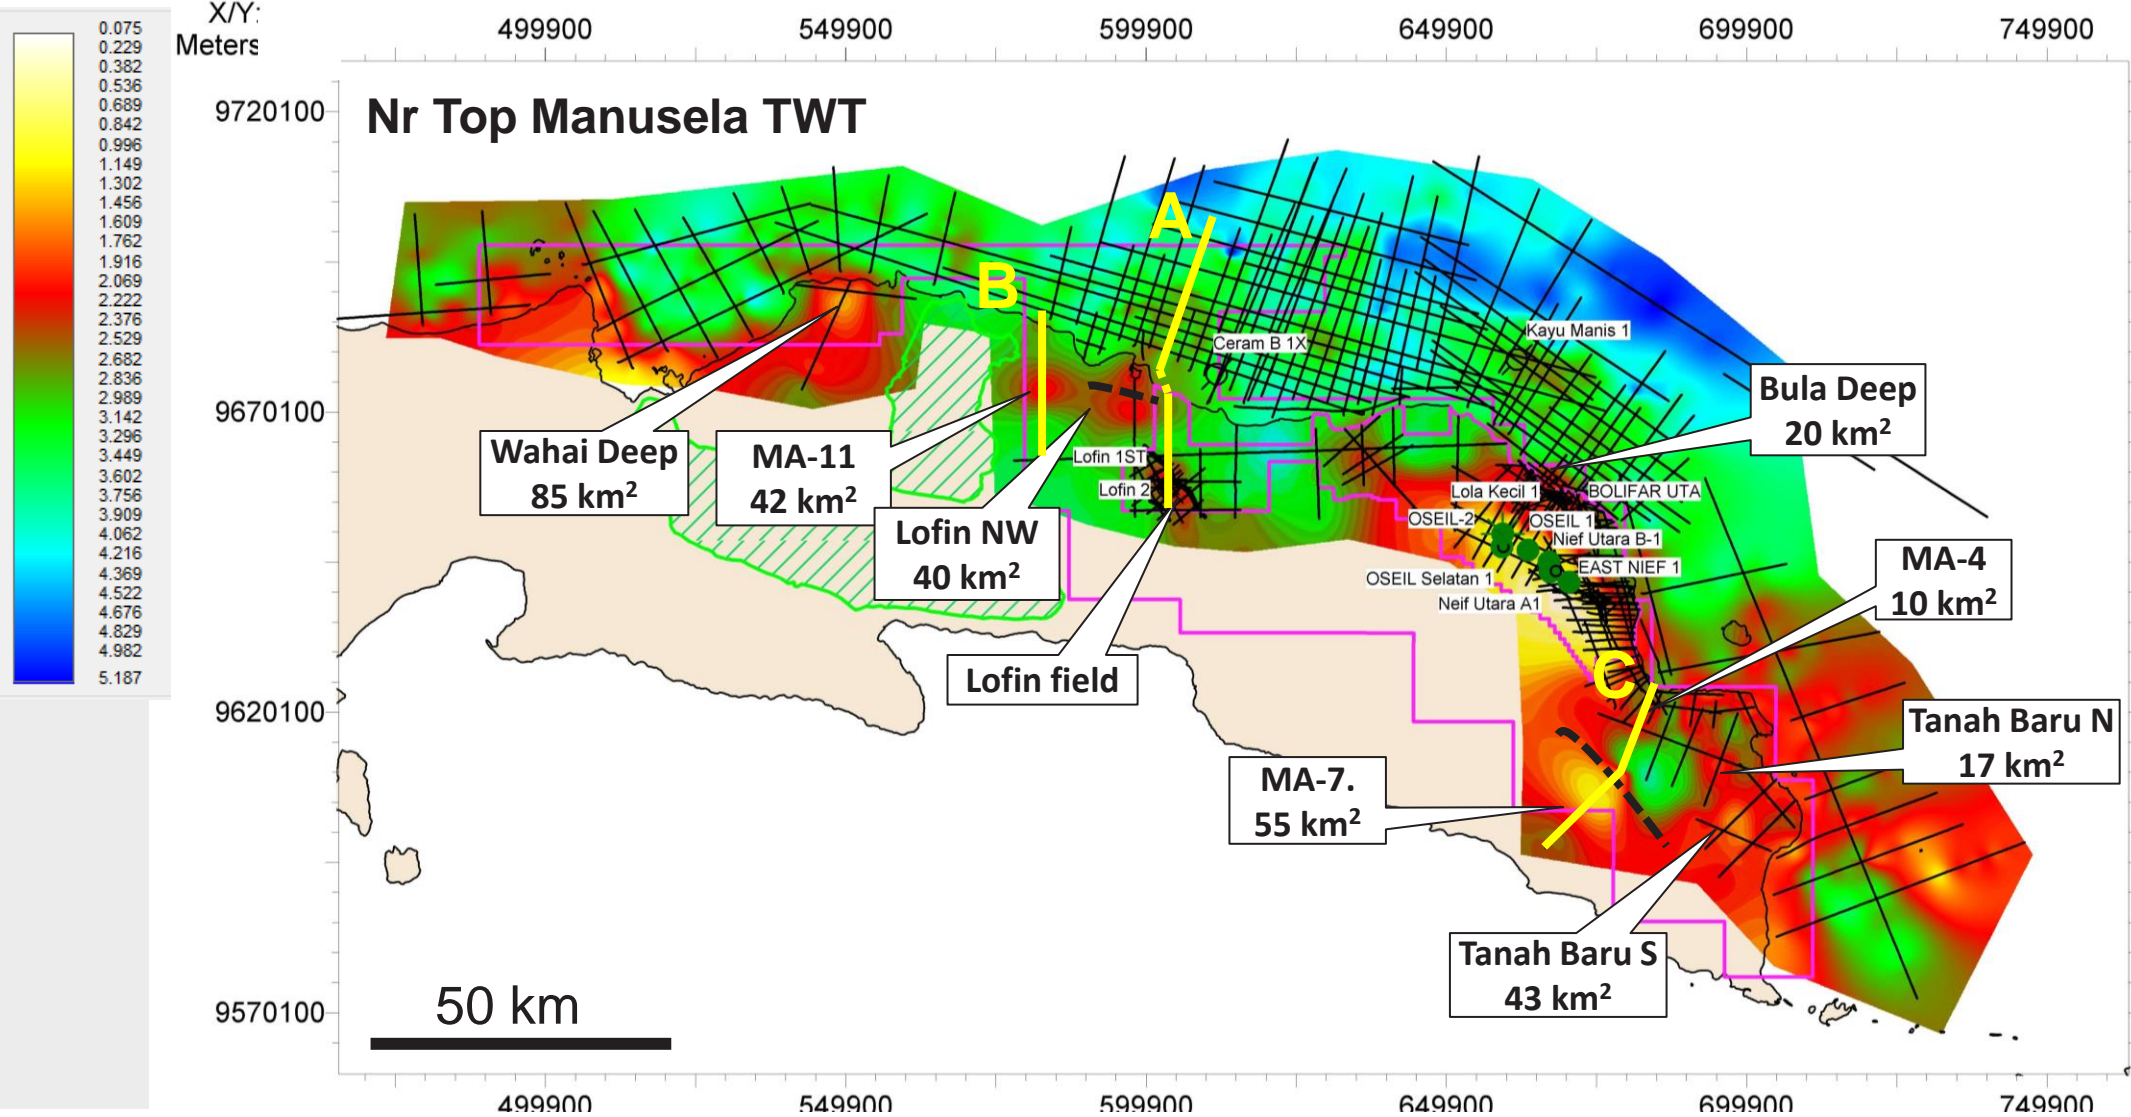 X/Y:
Meters
499900
549900
599900
649900
699900
749900
0.075
0.229
0.382
0.536
0.689
0.842
0.996
1.149
1.302
1.456
1.609
1.762
1.916
2.069
2.222
2.376
2.529
2.682
2.836
2.989
3.142
3.296
3.449
3.602
3.756
3.909
4.062
4.216
4.369
4.522
4.676
4.829
4.982
5.187
9720100
9670100
9620100
9570100
Nr Top Manusela TWT
A
B
C
Ceram B 1X
Kayu Manis 1
Bula Deep
20 km²
Wahai Deep
85 km²
MA-11
42 km²
Lofin 1ST
Lofin 2
Lofin NW
40 km²
Lola Kecil 1
BOLIFAR UTA
OSEIL-2
OSEIL 1
Nief Utara B-1
EAST NIEF 1
OSEIL Selatan 1
Neif Utara A1
MA-4
10 km²
Lofin field
Tanah Baru N
17 km²
MA-7.
55 km²
Tanah Baru S
43 km²
50 km
499900
549900
599900
649900
699900
749900